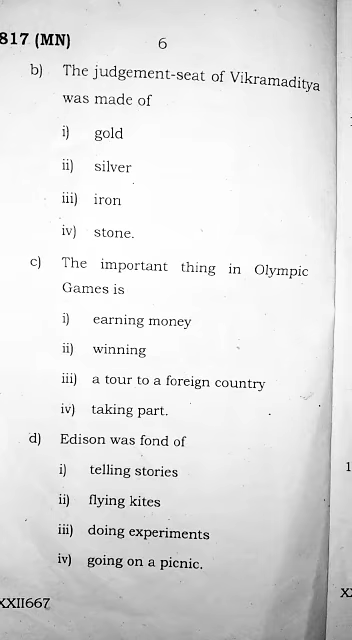 817 (MN)
6
b) The judgement-seat of Vikramaditya
was made of
i) gold
ii) silver
iii) iron
iv) stone.
c) The important thing in Olympic
Games is
i) earning money
ii) winning
iii) a tour to a foreign country
iv) taking part.
d) Edison was fond of
i) telling stories
ii) flying kites
iii) doing experiments
iv) going on a picnic.
XXII667